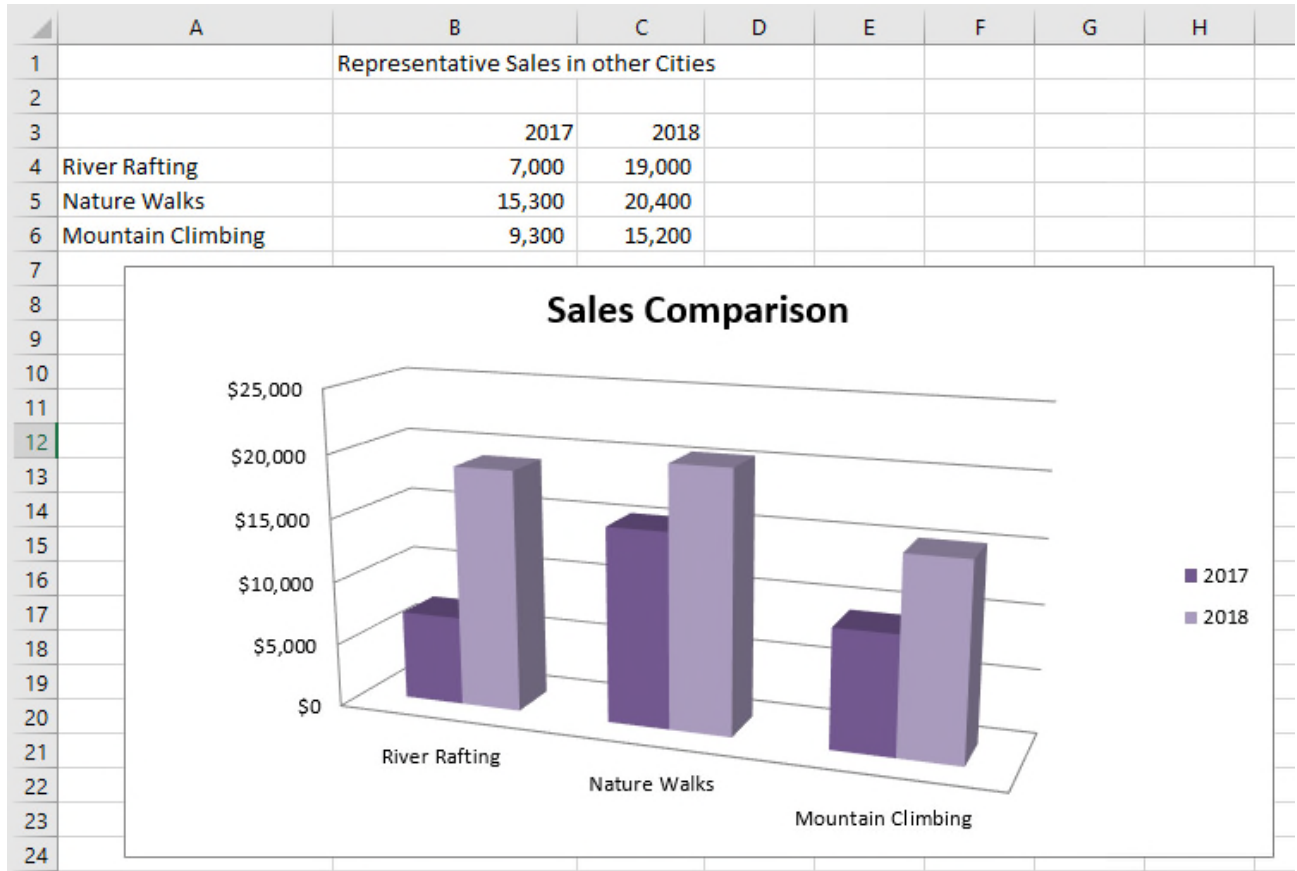 A B C D E F G H
1 Representative Sales in other Cities
2
3 2017 2018
4 River Rafting 7,000 19,000
5 Nature Walks 15,300 20,400
6 Mountain Climbing 9,300 15,200
7
8 Sales Comparison
9
10 $25,000
11
12 $20,000
13
14 $15,000
15
16 $10,000 2017
17 2018
18 $5,000
19
20 $0
21 River Rafting
22 Nature Walks
23 Mountain Climbing
24